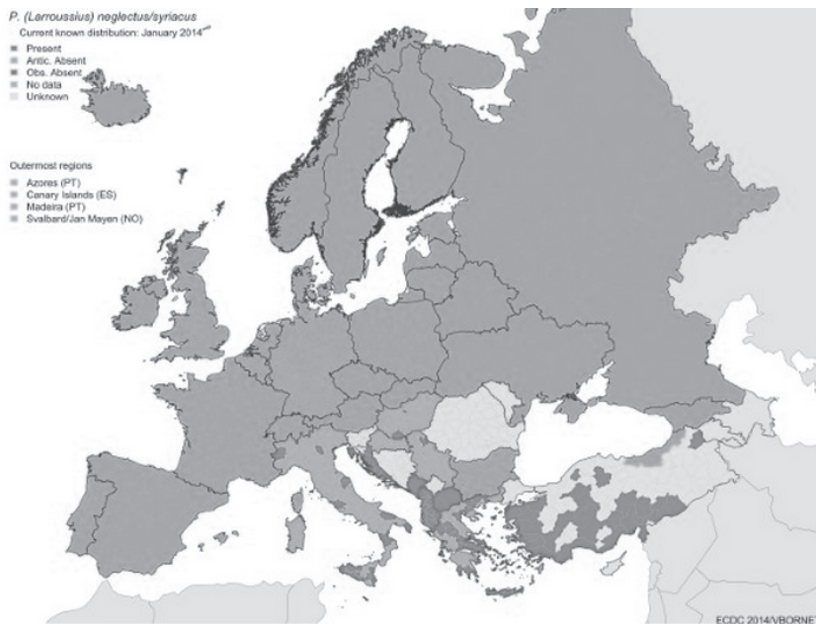 P. (Larroussius) neglectus/syriacus
Current known distribution: January 2014
Present
Antic. Absent
Obs. Absent
No data
Unknown
Outermost regions
Azores (PT)
Canary Islands (ES)
Madeira (PT)
Svalbard/Jan Mayen (NO)
ECDC 2014/VBORNET